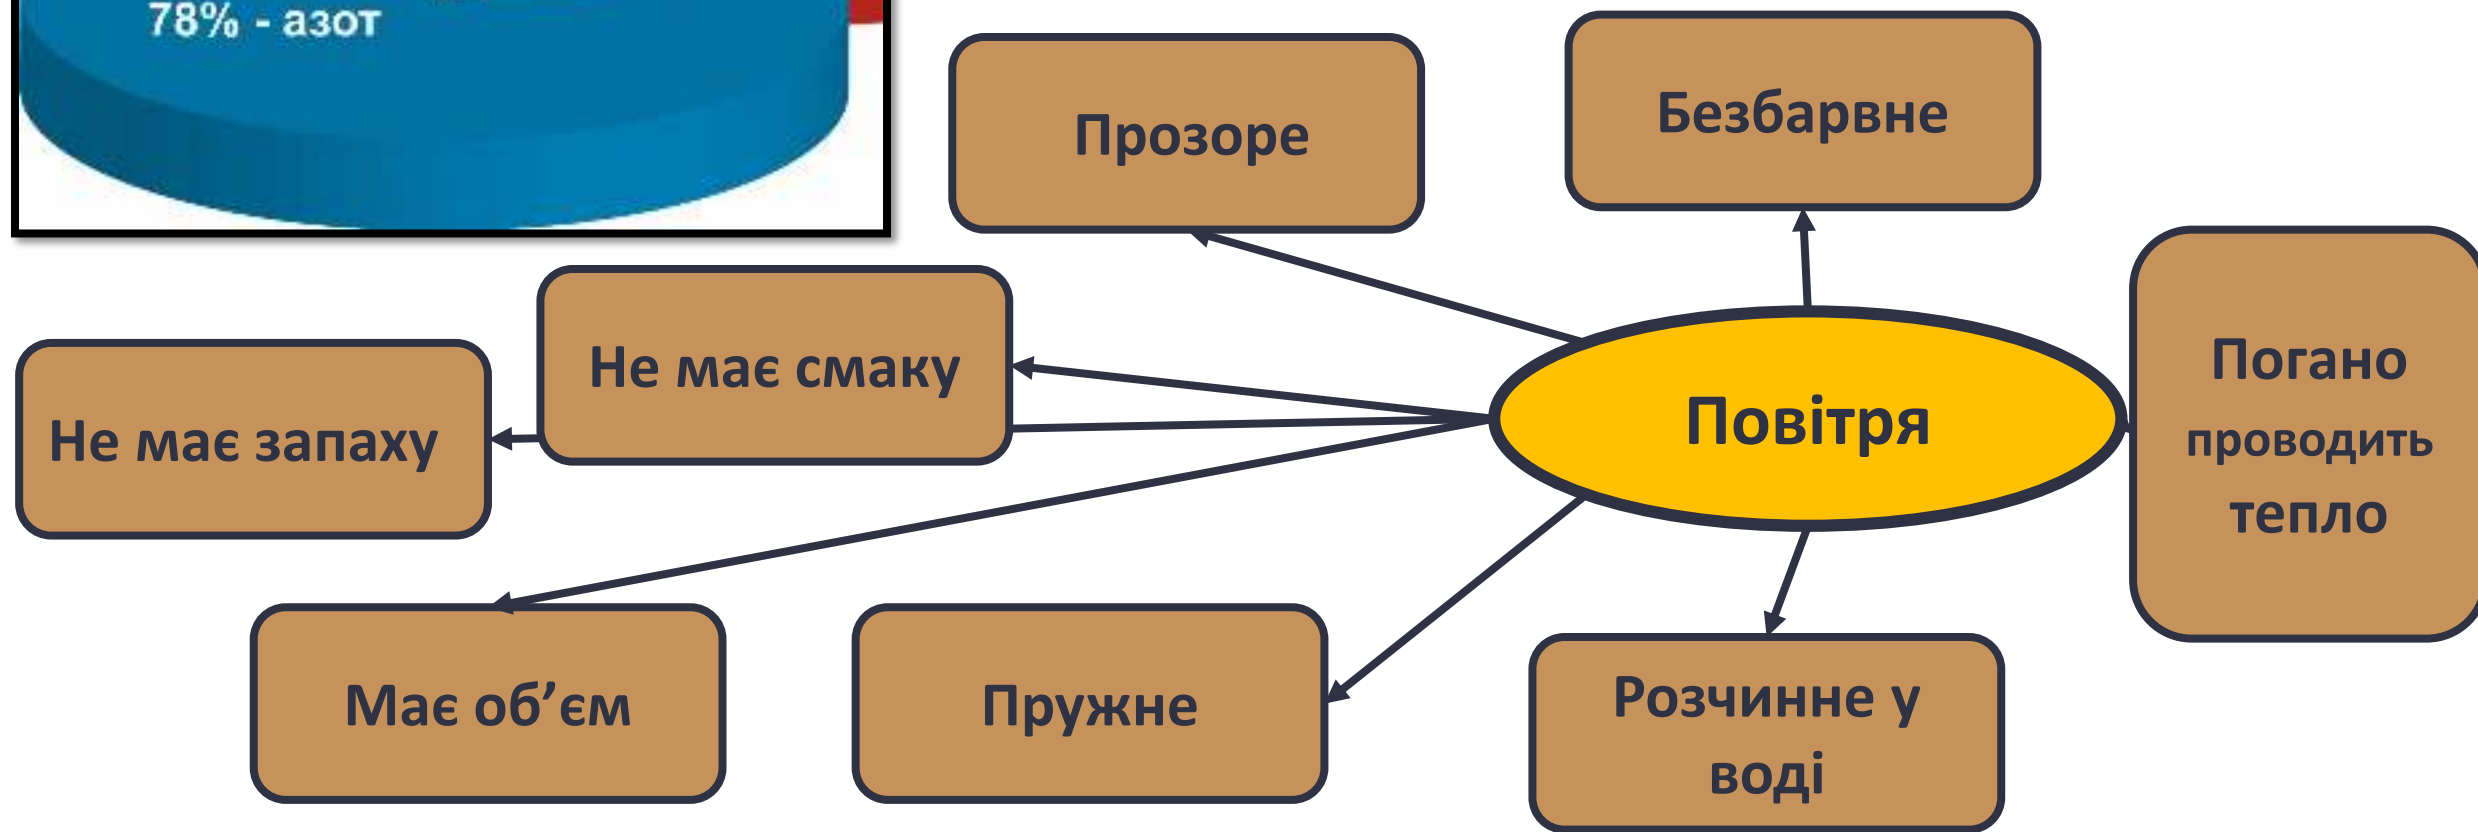 78% - азот
Прозоре
Безбарвне
Не має смаку
Не має запаху
Повітря
Погано
проводить
тепло
Має об’єм
Пружне
Розчинне у
воді